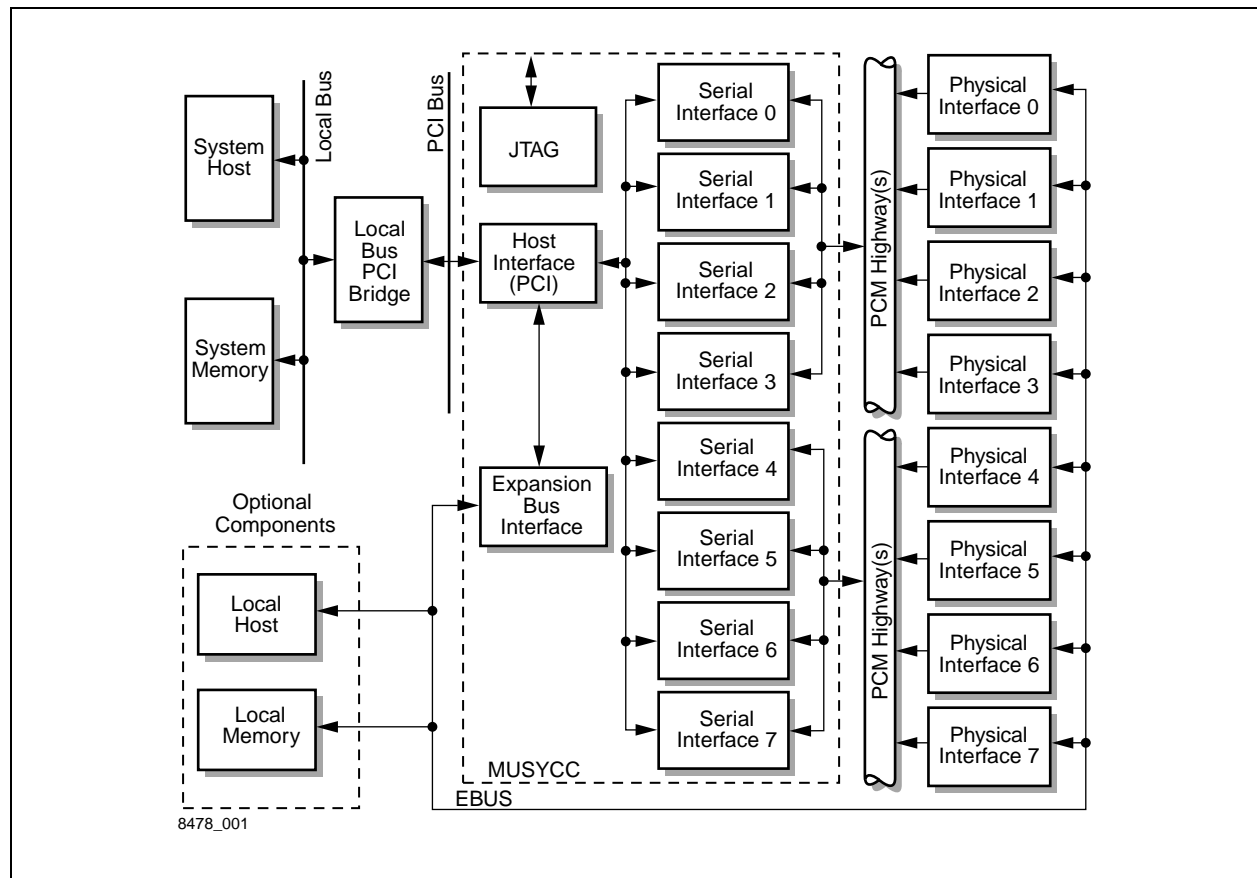 Local Bus
PCI Bus
System
Host
System
Memory
Local
Bus
PCI
Bridge
JTAG
Host
Interface
(PCI)
Expansion
Bus
Interface
Serial
Interface 0
Serial
Interface 1
Serial
Interface 2
Serial
Interface 3
Serial
Interface 4
Serial
Interface 5
Serial
Interface 6
Serial
Interface 7
MUSYCC
PCM Highway(s)
PCM Highway(s)
Physical
Interface 0
Physical
Interface 1
Physical
Interface 2
Physical
Interface 3
Physical
Interface 4
Physical
Interface 5
Physical
Interface 6
Physical
Interface 7
Optional
Components
Local
Host
Local
Memory
EBUS
8478_001